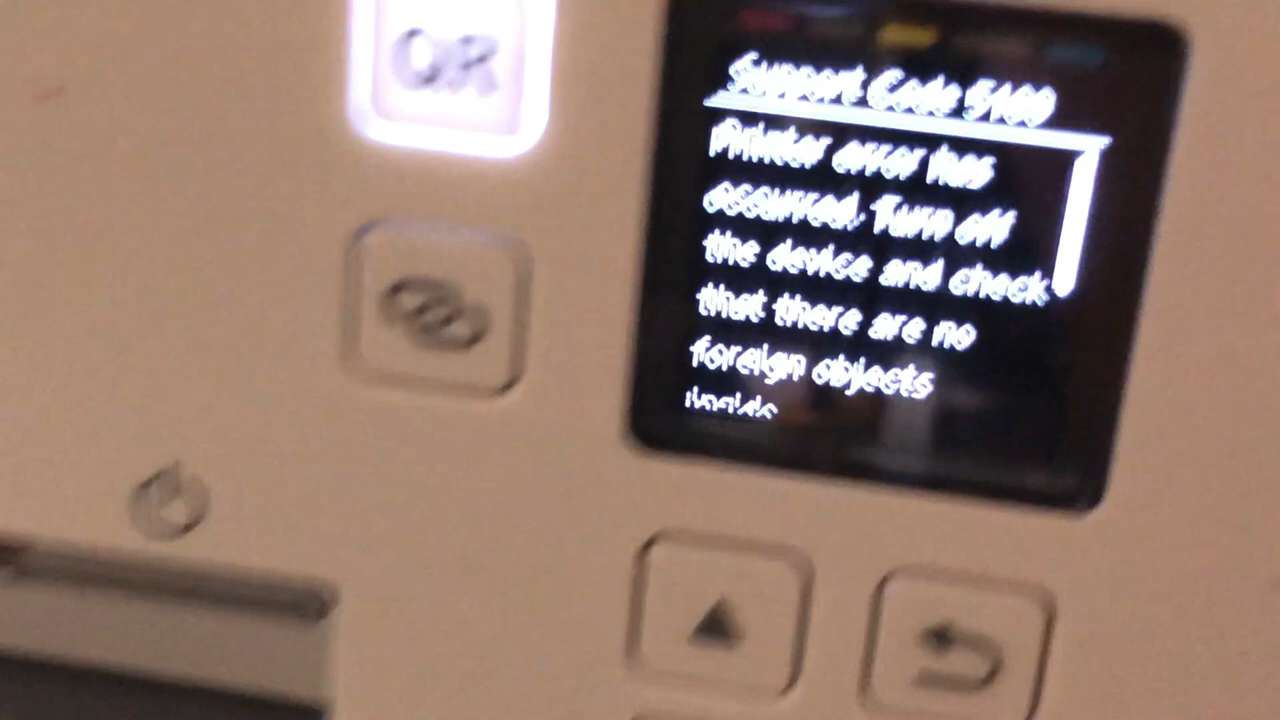 QR
Support Code 5100
Printer error has
occurred. Turn off
the device and check
that there are no
foreign objects
inside